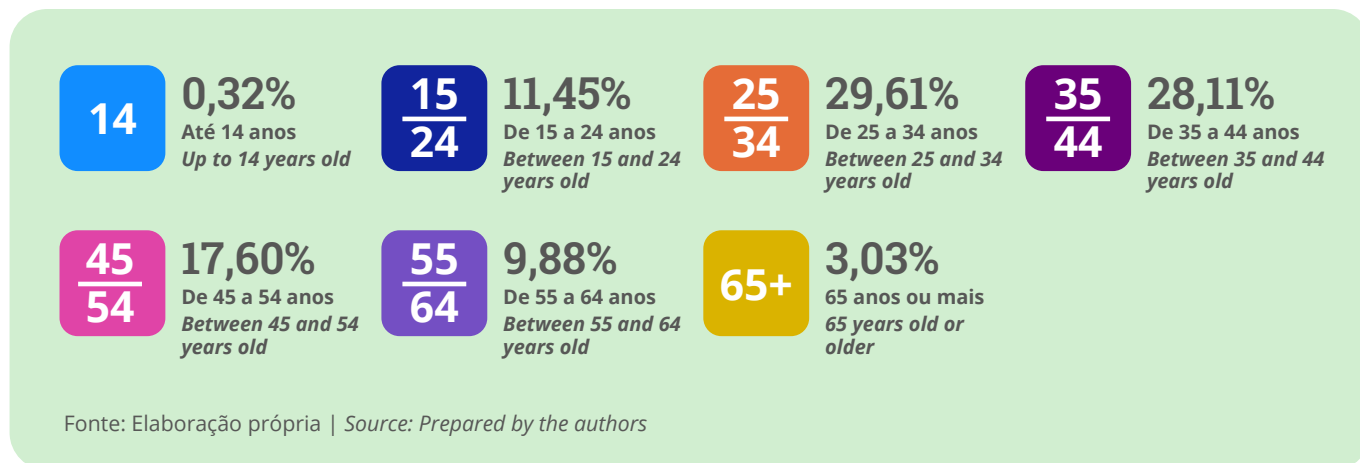 14
0,32%
Até 14 anos
Up to 14 years old
15
24
11,45%
De 15 a 24 anos
Between 15 and 24
years old
25
34
29,61%
De 25 a 34 anos
Between 25 and 34
years old
35
44
28,11%
De 35 a 44 anos
Between 35 and 44
years old
45
54
17,60%
De 45 a 54 anos
Between 45 and 54
years old
55
64
9,88%
De 55 a 64 anos
Between 55 and 64
years old
65+
3,03%
65 anos ou mais
65 years old or
older
Fonte: Elaboração própria | Source: Prepared by the authors